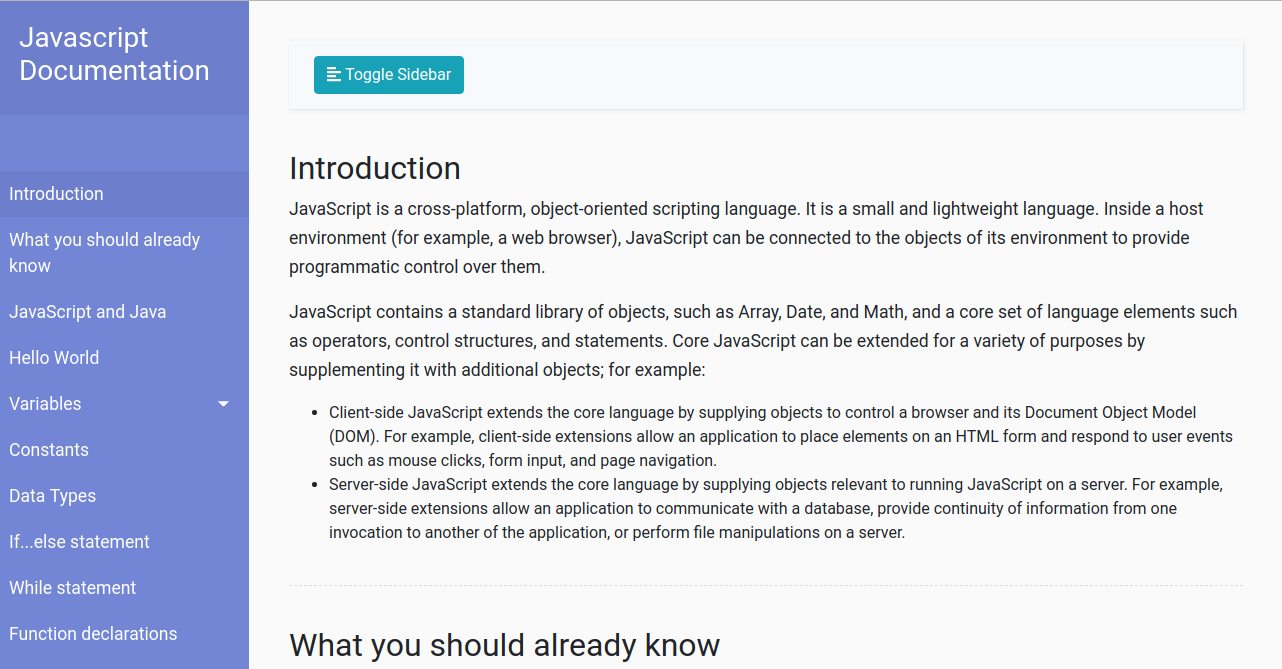 Javascript
Documentation
Introduction
What you should already
know
JavaScript and Java
Hello World
Variables
Constants
Data Types
If...else statement
While statement
Function declarations
Toggle Sidebar
Introduction
JavaScript is a cross-platform, object-oriented scripting language. It is a small and lightweight language. Inside a host
environment (for example, a web browser), JavaScript can be connected to the objects of its environment to provide
programmatic control over them.
JavaScript contains a standard library of objects, such as Array, Date, and Math, and a core set of language elements such
as operators, control structures, and statements. Core JavaScript can be extended for a variety of purposes by
supplementing it with additional objects; for example:
• Client-side JavaScript extends the core language by supplying objects to control a browser and its Document Object Model
(DOM). For example, client-side extensions allow an application to place elements on an HTML form and respond to user events
such as mouse clicks, form input, and page navigation.
• Server-side JavaScript extends the core language by supplying objects relevant to running JavaScript on a server. For example,
server-side extensions allow an application to communicate with a database, provide continuity of information from one
invocation to another of the application, or perform file manipulations on a server.
What you should already know